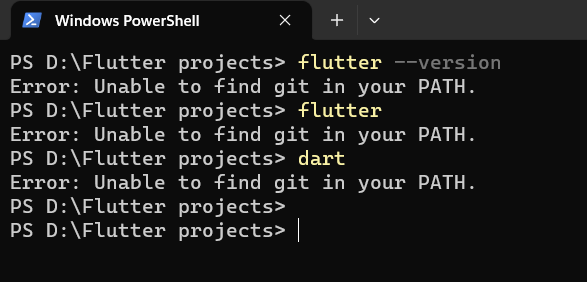 Windows PowerShell
PS D:\Flutter projects> flutter --version
Error: Unable to find git in your PATH.
PS D:\Flutter projects> flutter
Error: Unable to find git in your PATH.
PS D:\Flutter projects> dart
Error: Unable to find git in your PATH.
PS D:\Flutter projects>
PS D:\Flutter projects>